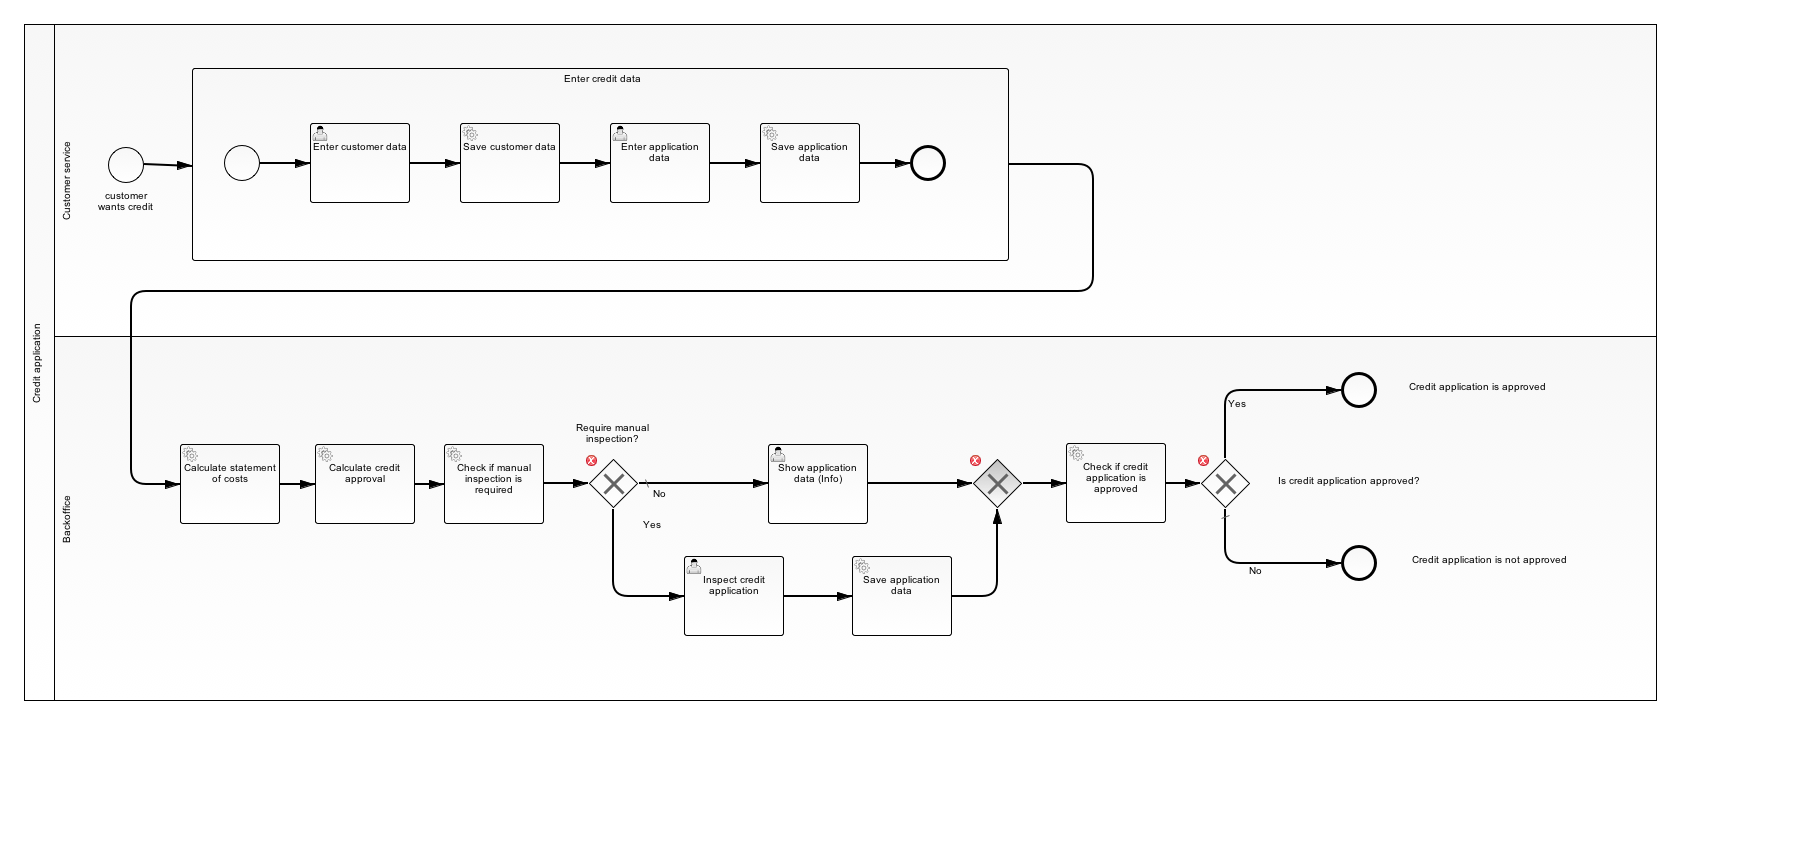 Credit application
Customer service
customer
wants credit
Enter credit data
Enter customer data
Save customer data
Enter application
data
Save application
data
Backoffice
Calculate statement
of costs
Calculate credit
approval
Check if manual
inspection is
required
Require manual
inspection?
No
Yes
Show application
data (Info)
Inspect credit
application
Save application
data
Check if credit
application is
approved
Yes
Credit application is approved
Is credit application approved?
No
Credit application is not approved